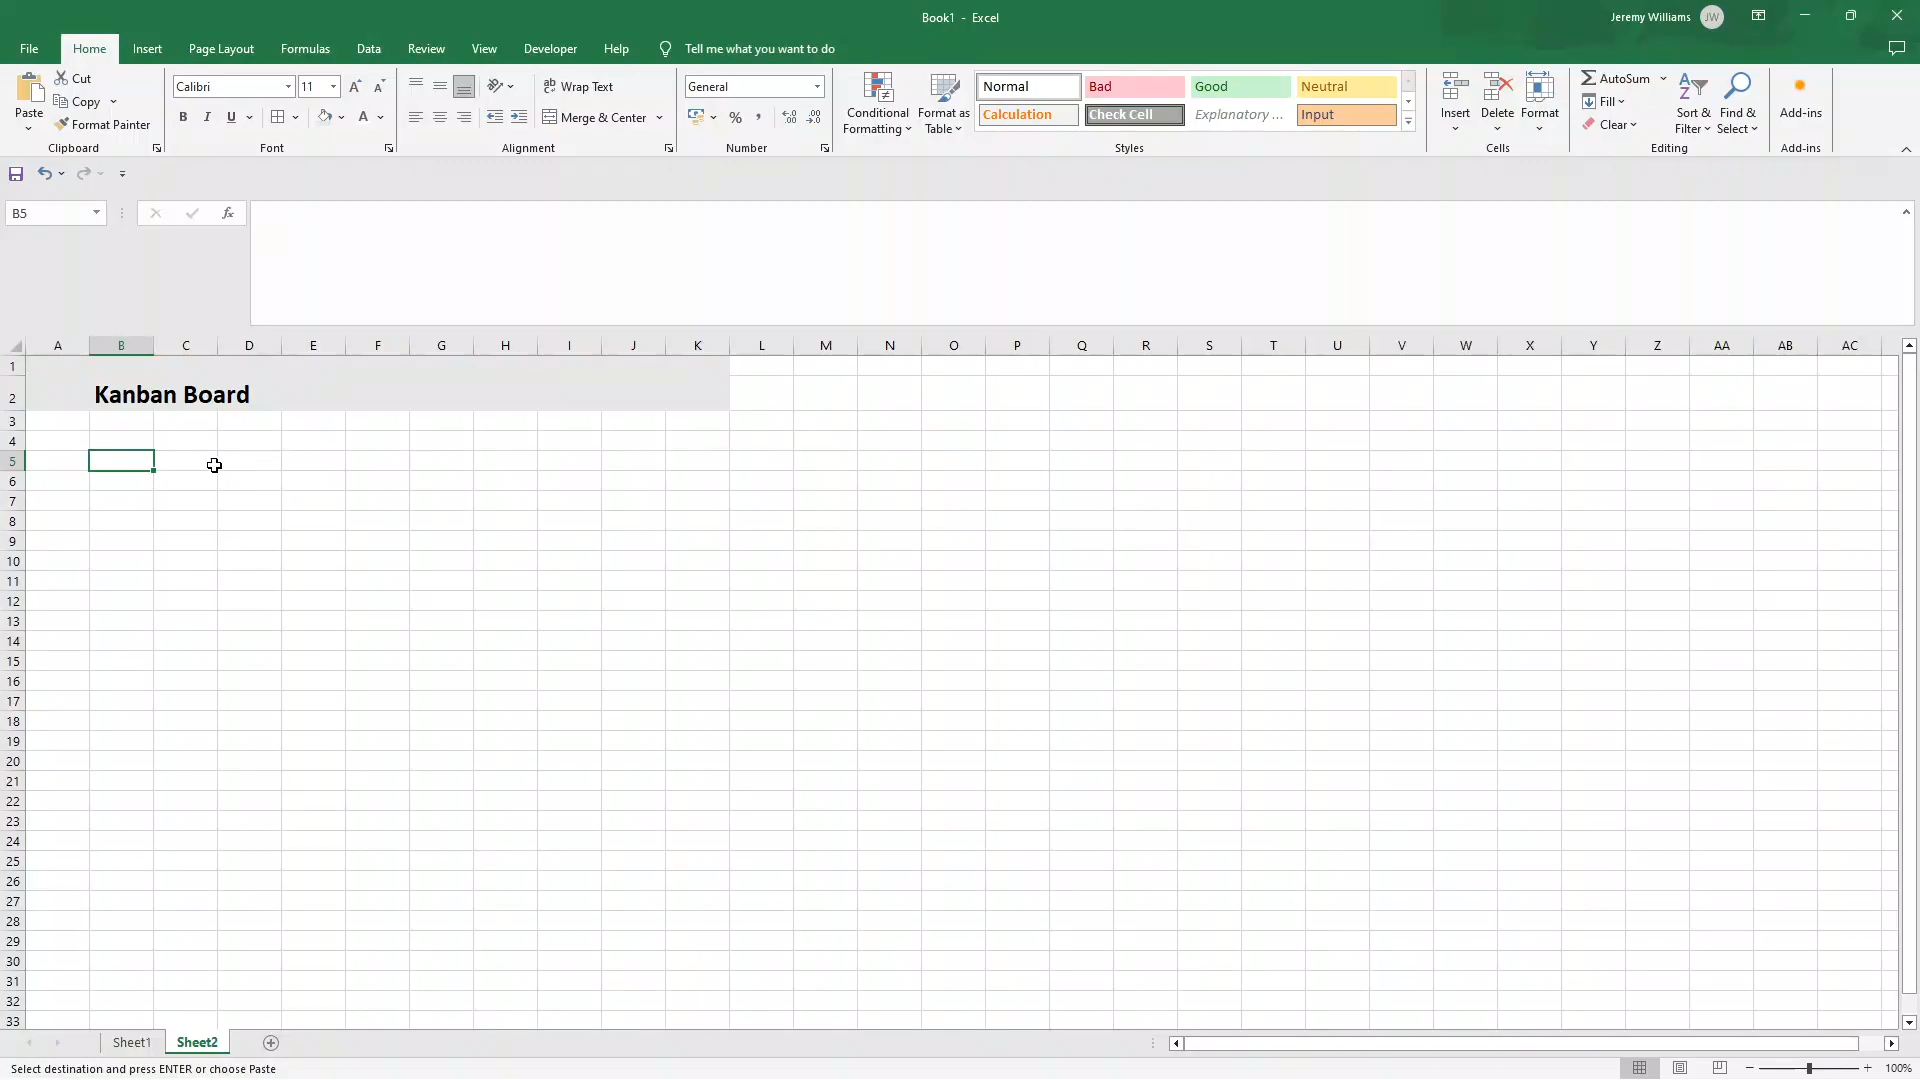 Book1 - Excel
Jeremy Williams JW
File Home Insert Page Layout Formulas Data Review View Developer Help Tell me what you want to do
Paste
Cut
Copy
Format Painter
Clipboard
Calibri 11
B I U
Font
Wrap Text
Merge & Center
Alignment
General
Number
Conditional
Formatting
Format as
Table
Normal Bad Good Neutral
Calculation Check Cell Explanatory ... Input
Styles
Insert Delete Format
Cells
AutoSum
Fill
Clear
Sort &
Filter
Find &
Select
Editing
Add-ins
Add-ins
B5 fx
A B C D E F G H I J K L M N O P Q R S T U V W X Y Z AA AB AC
1
2 Kanban Board
3
4
5
6
7
8
9
10
11
12
13
14
15
16
17
18
19
20
21
22
23
24
25
26
27
28
29
30
31
32
33
Sheet1 Sheet2
Select destination and press ENTER or choose Paste
100%